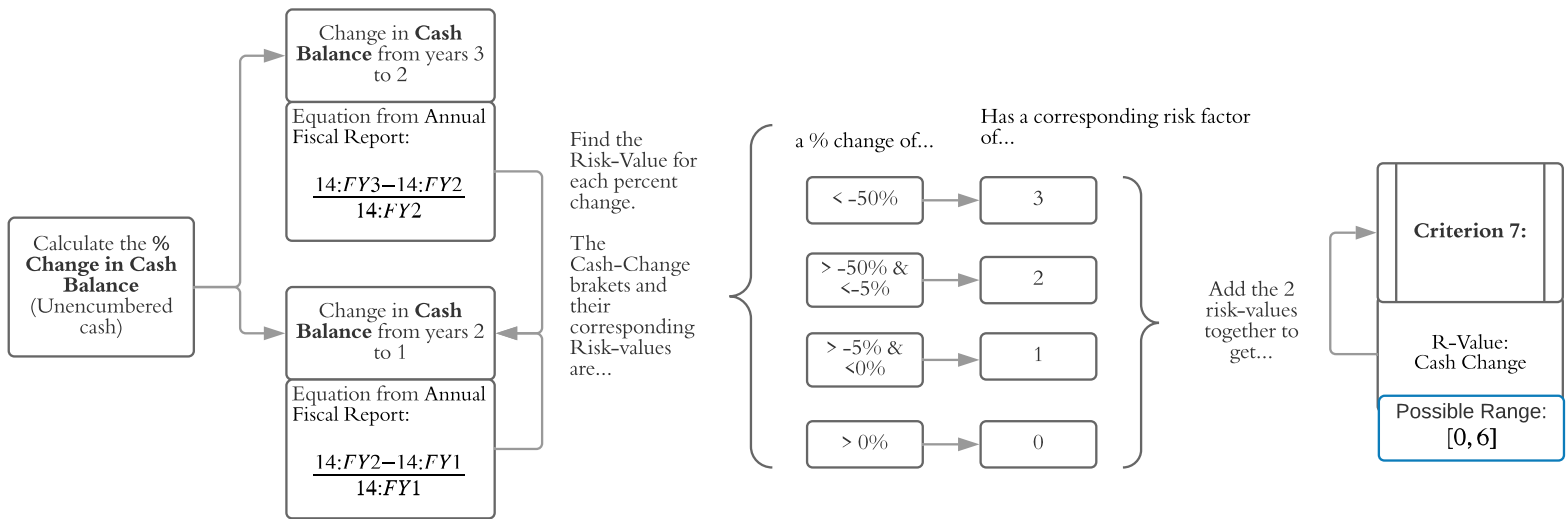 Calculate the %
Change in Cash
Balance
(Unencumbered
cash)
Change in Cash
Balance from years 3
to 2
Equation from Annual
Fiscal Report:
14:FY3−14:FY2
14:FY2
Change in Cash
Balance from years 2
to 1
Equation from Annual
Fiscal Report:
14:FY2−14:FY1
14:FY1
Find the
Risk-Value for
each percent
change.
The
Cash-Change
brakets and
their
corresponding
Risk-values
are...
a % change of...
Has a corresponding risk factor
of...
< -50%
3
> -50% &
<-5%
2
> -5% &
<0%
1
> 0%
0
Add the 2
risk-values
together to
get...
Criterion 7:
R-Value:
Cash Change
Possible Range:
[0, 6]